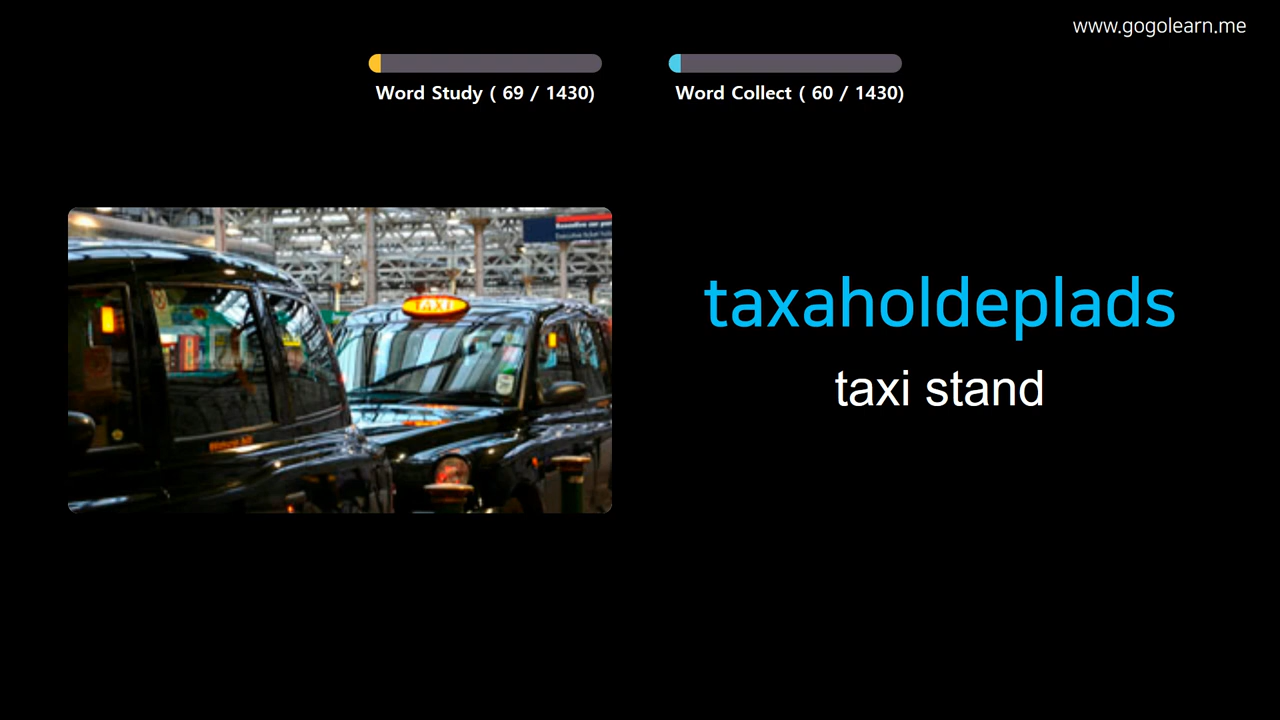 www.gogolearn.me
Word Study ( 69 / 1430)
Word Collect ( 60 / 1430)
TAXI
taxaholdeplads
taxi stand